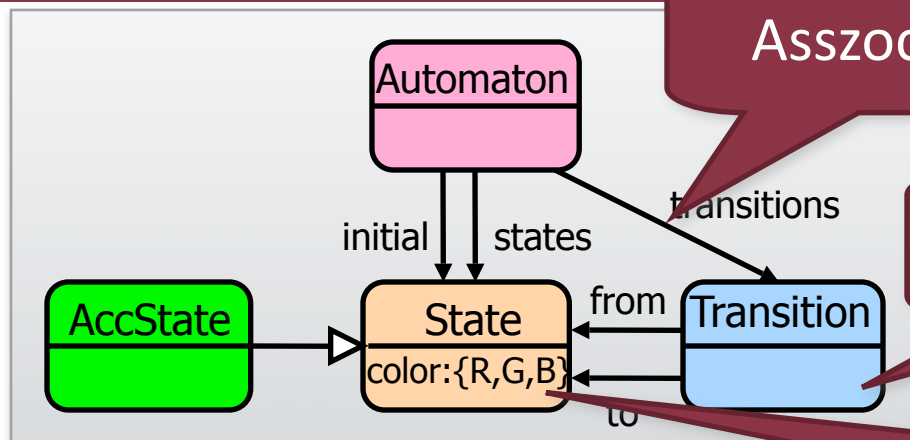 Asszoc
Automaton
transitions
initial
states
from
AccState
State
Transition
color:{R,G,B}
to